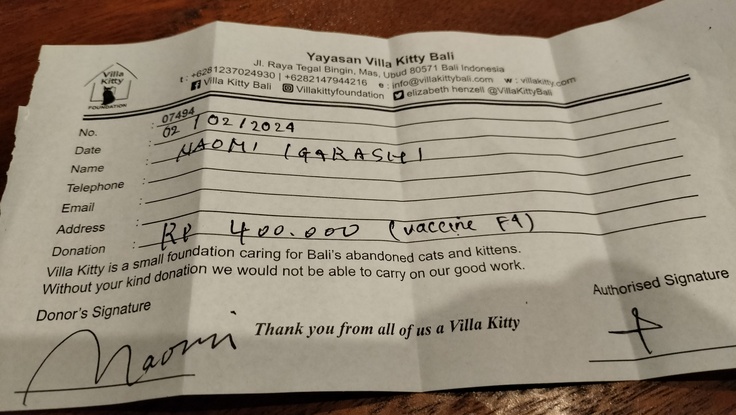 Villa
Kitty
FOUNDATION
Yayasan Villa Kitty Bali
Jl. Raya Tegal Bingin, Mas, Ubud 80571 Bali Indonesia
t : +6281237024930 | +6282147944216 e : info@villakittybali.com w : villakitty.com
Villa Kitty Bali Villakittyfoundation elizabeth henzell @VillaKittyBali
No. : 07494
Date : 02/02/2024
Name : NAOMI IGARASHI
Telephone :
Email :
Address :
Donation : Rp 400.000 (vaccine F4)
Villa Kitty is a small foundation caring for Bali's abandoned cats and kittens.
Without your kind donation we would not be able to carry on our good work.
Donor's Signature
Authorised Signature
Thank you from all of us a Villa Kitty
Naomi